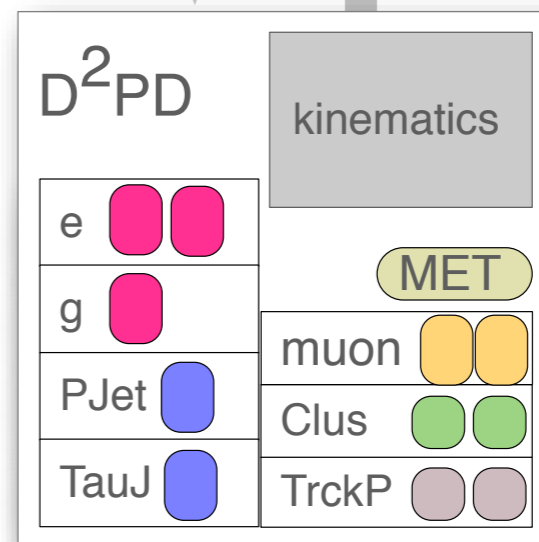 D²PD
kinematics
e
g
PJet
TauJ
MET
muon
Clus
TrckP